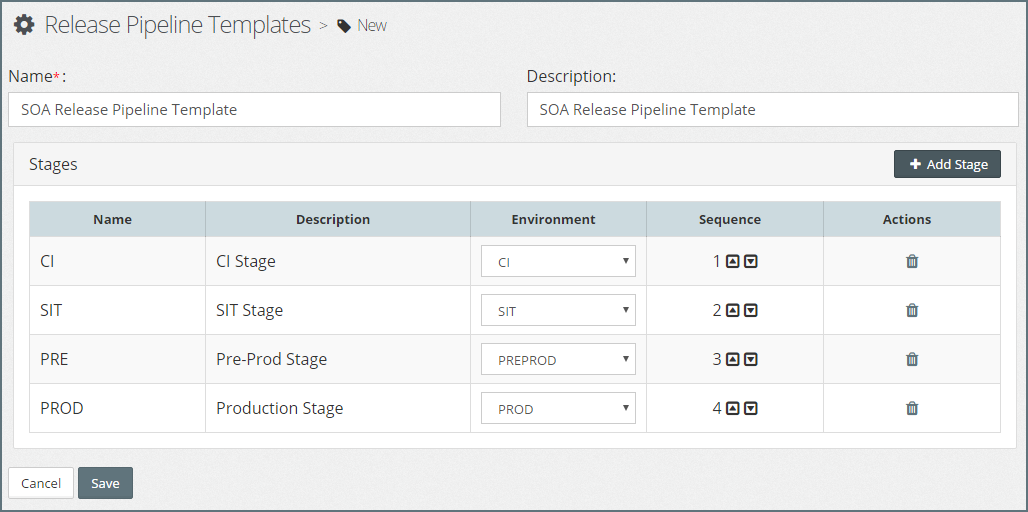 Release Pipeline Templates > New
Name*: Description:
SOA Release Pipeline Template SOA Release Pipeline Template
Stages Add Stage
Name Description Environment Sequence Actions
CI CI Stage CI 1
SIT SIT Stage SIT 2
PRE Pre-Prod Stage PREPROD 3
PROD Production Stage PROD 4
Cancel Save